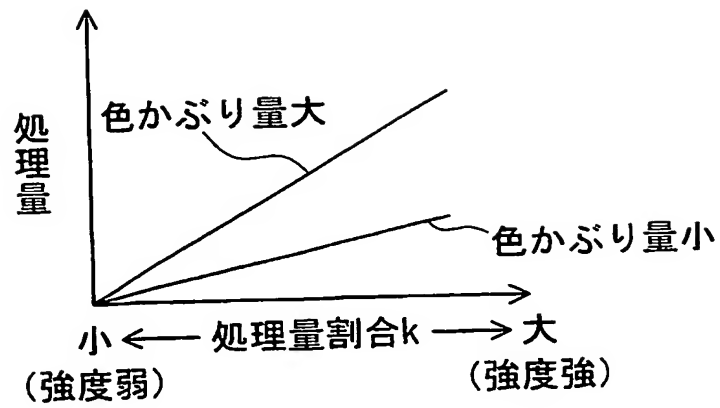 処理量
色かぶり量大
色かぶり量小
小 ← 処理量割合k → 大
(強度弱)
(強度強)